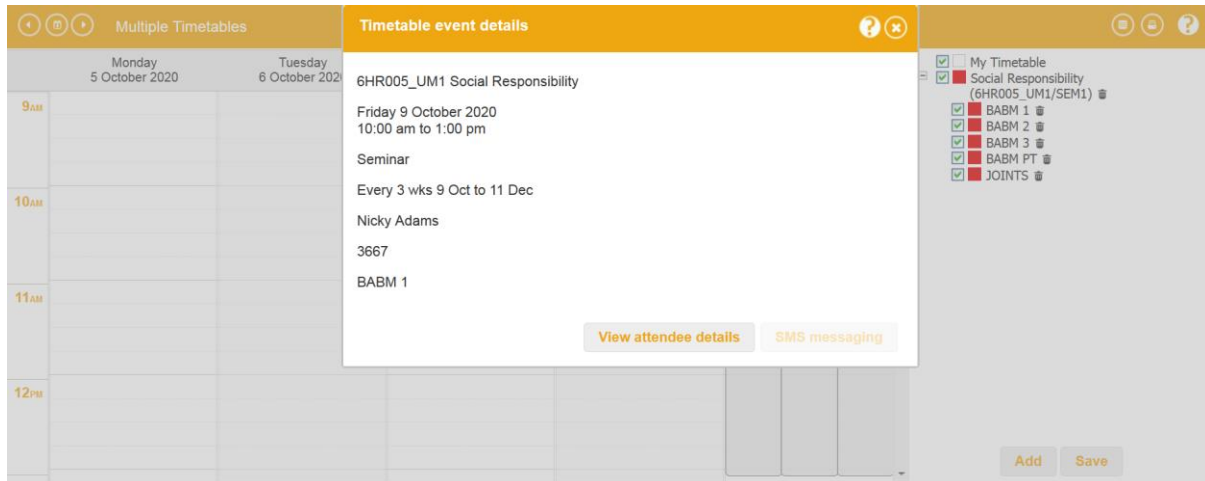 Multiple Timetables
Timetable event details
?
?
Monday
5 October 2020
Tuesday
6 October 202
9AM
10AM
11AM
12PM
6HR005_UM1 Social Responsibility
Friday 9 October 2020
10:00 am to 1:00 pm
Seminar
Every 3 wks 9 Oct to 11 Dec
Nicky Adams
3667
BABM 1
View attendee details
SMS messaging
My Timetable
Social Responsibility
(6HR005_UM1/SEM1)
BABM 1
BABM 2
BABM 3
BABM PT
JOINTS
Add
Save